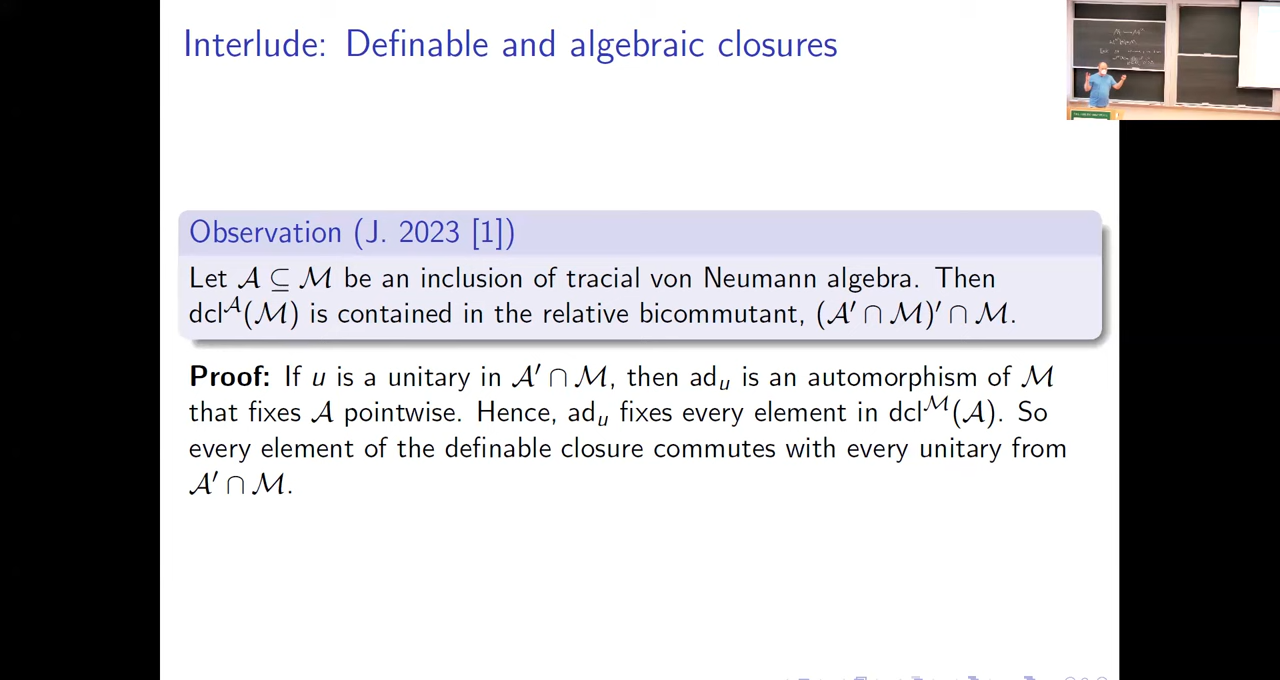 Interlude: Definable and algebraic closures
Observation (J. 2023 [1])
Let 𝒜 ⊆ ℳ be an inclusion of tracial von Neumann algebra. Then
dcl^𝒜(ℳ) is contained in the relative bicommutant, (𝒜′ ∩ ℳ)′ ∩ ℳ.
Proof: If u is a unitary in 𝒜′ ∩ ℳ, then ad_u is an automorphism of ℳ
that fixes 𝒜 pointwise. Hence, ad_u fixes every element in dcl^ℳ(𝒜). So
every element of the definable closure commutes with every unitary from
𝒜′ ∩ ℳ.